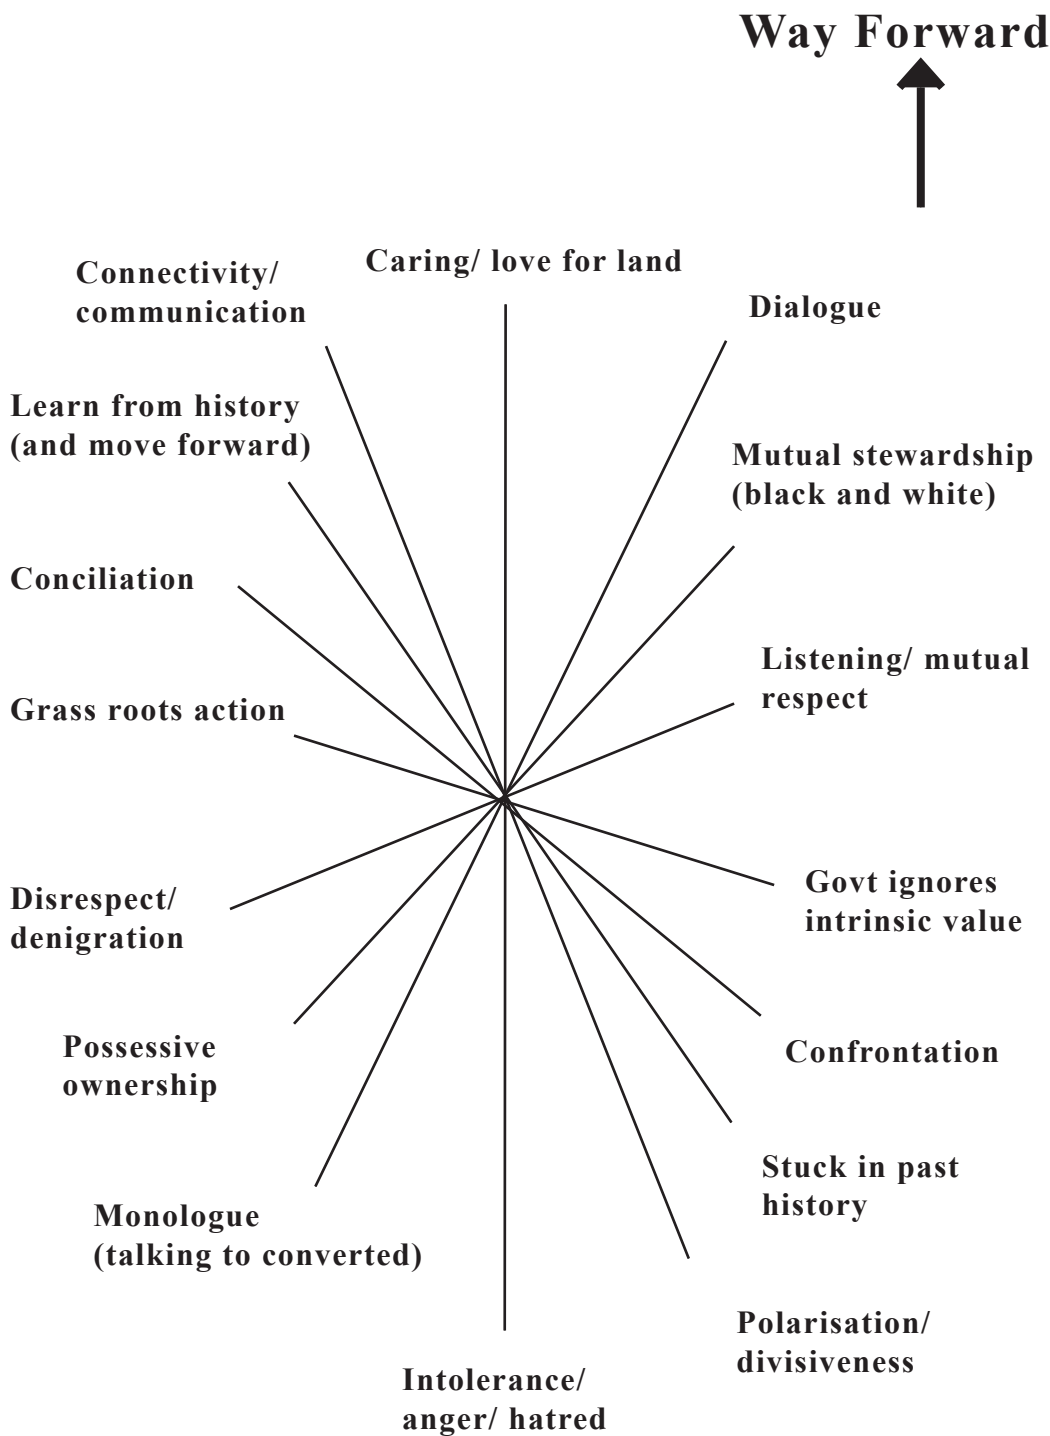 Way Forward
Caring/ love for land
Connectivity/
communication
Dialogue
Learn from history
(and move forward)
Mutual stewardship
(black and white)
Conciliation
Listening/ mutual
respect
Grass roots action
Govt ignores
intrinsic value
Disrespect/
denigration
Confrontation
Possessive
ownership
Stuck in past
history
Monologue
(talking to converted)
Polarisation/
divisiveness
Intolerance/
anger/ hatred